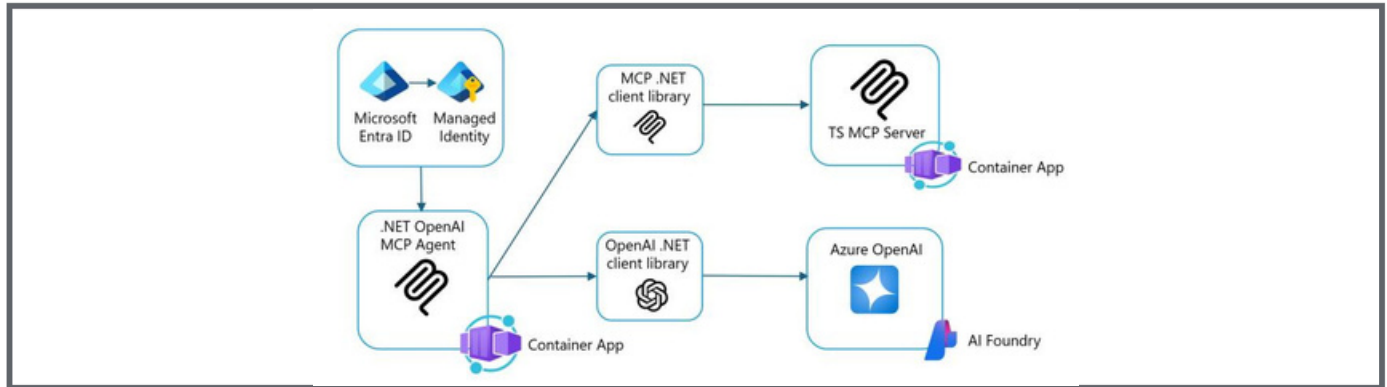 Microsoft
Entra ID
Managed
Identity
MCP .NET
client library
TS MCP Server
Container App
.NET OpenAI
MCP Agent
Container App
OpenAI .NET
client library
Azure OpenAI
AI Foundry